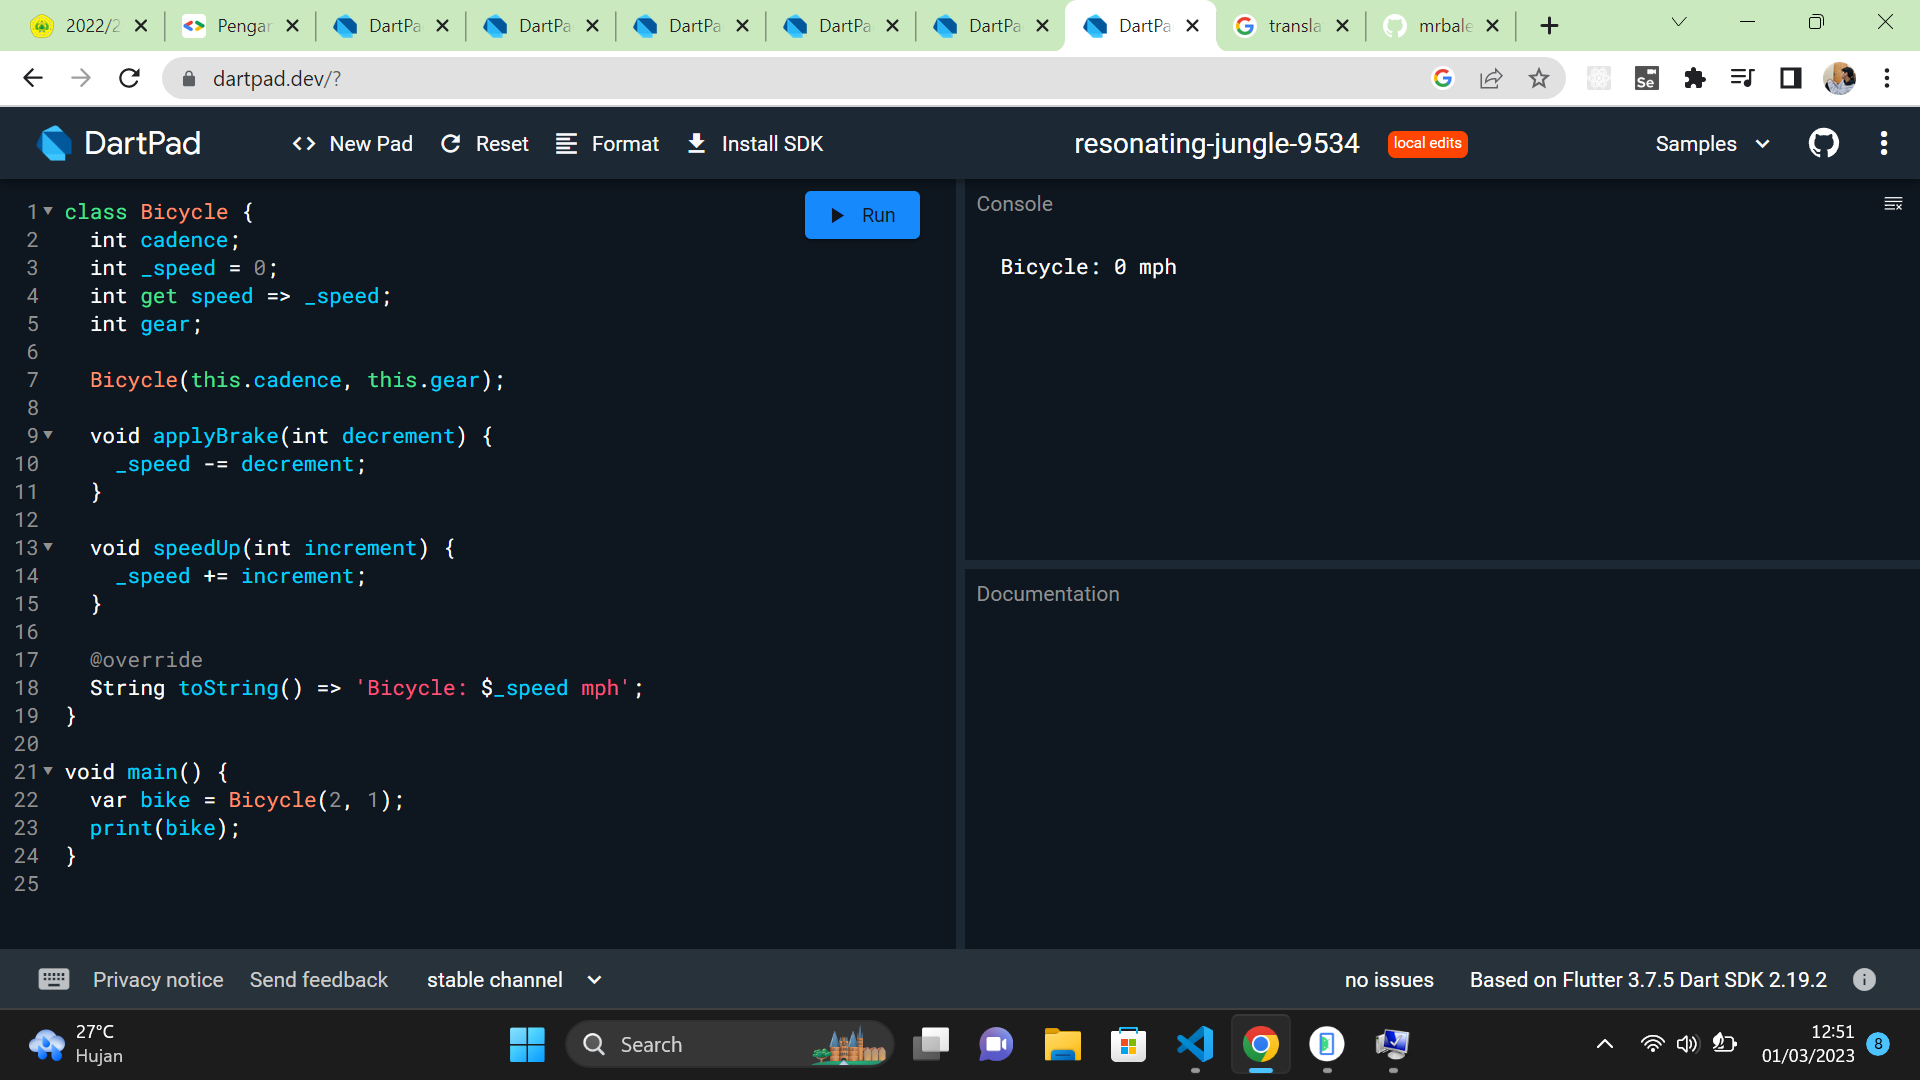 2022/2
Pengar
DartPa
DartPa
DartPa
DartPa
DartPa
DartPa
transla
mrbale
dartpad.dev/?
DartPad
New Pad
Reset
Format
Install SDK
resonating-jungle-9534
local edits
Samples
1 class Bicycle {
2 int cadence;
3 int _speed = 0;
4 int get speed => _speed;
5 int gear;
6
7 Bicycle(this.cadence, this.gear);
8
9 void applyBrake(int decrement) {
10 _speed -= decrement;
11 }
12
13 void speedUp(int increment) {
14 _speed += increment;
15 }
16
17 @override
18 String toString() => 'Bicycle: $_speed mph';
19 }
20
21 void main() {
22 var bike = Bicycle(2, 1);
23 print(bike);
24 }
25
Run
Console
Bicycle: 0 mph
Documentation
Privacy notice
Send feedback
stable channel
no issues
Based on Flutter 3.7.5 Dart SDK 2.19.2
27°C
Hujan
Search
Se
12:51
01/03/2023
8